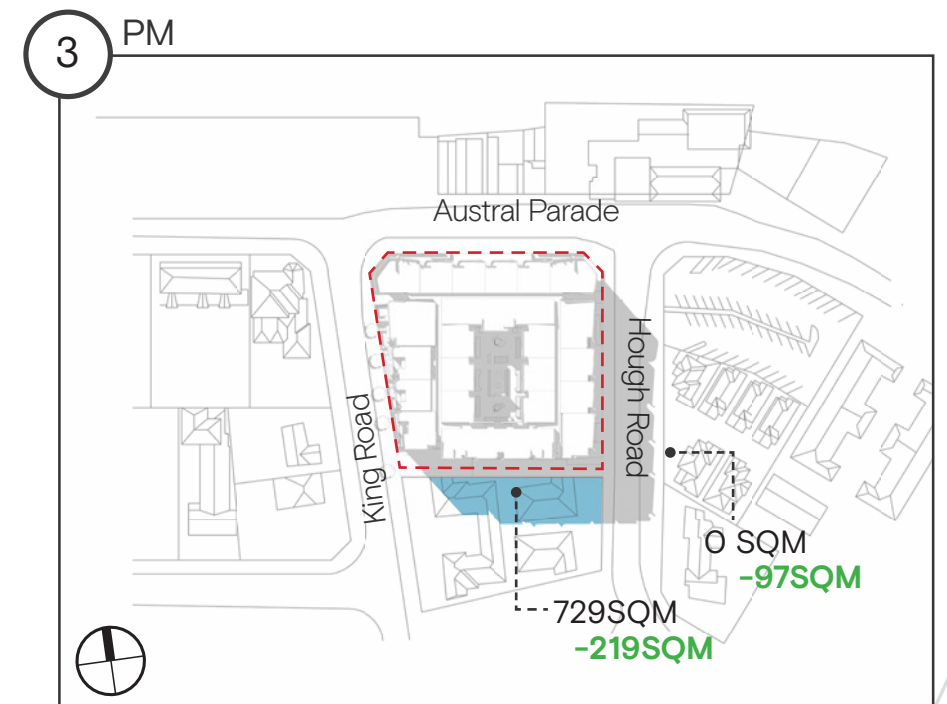 3 PM
Austral Parade
Hough Road
King Road
0 SQM
-97SQM
729SQM
-219SQM